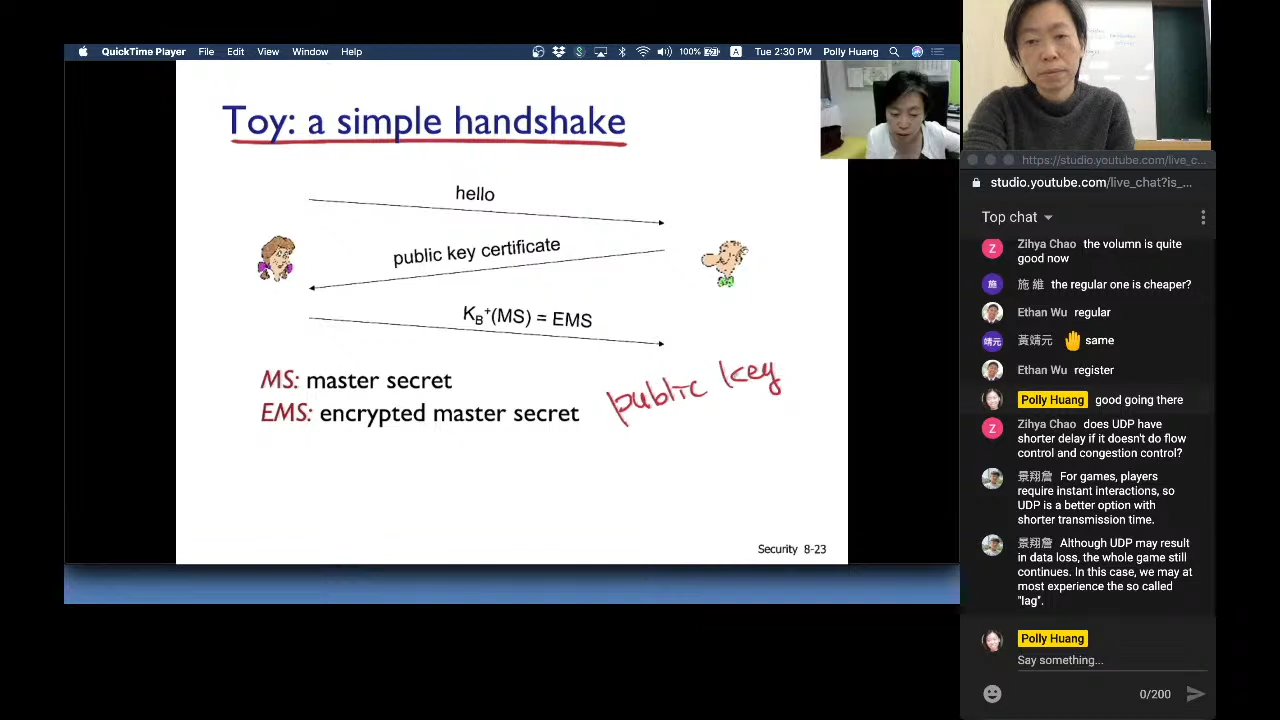 QuickTime Player File Edit View Window Help 100% A Tue 2:30 PM Polly Huang
Toy: a simple handshake
hello
public key certificate
K_B^+(MS) = EMS
MS: master secret
EMS: encrypted master secret
public key
Security 8-23
https://studio.youtube.com/live_c...
studio.youtube.com/live_chat?is_...
Top chat
Z Zihya Chao the volumn is quite
good now
施 施 維 the regular one is cheaper?
Ethan Wu regular
靖元 黃靖元 same
Ethan Wu register
Polly Huang good going there
Z Zihya Chao does UDP have
shorter delay if it doesn't do flow
control and congestion control?
景翔詹 For games, players
require instant interactions, so
UDP is a better option with
shorter transmission time.
景翔詹 Although UDP may result
in data loss, the whole game still
continues. In this case, we may at
most experience the so called
"lag".
Polly Huang
Say something...
0/200